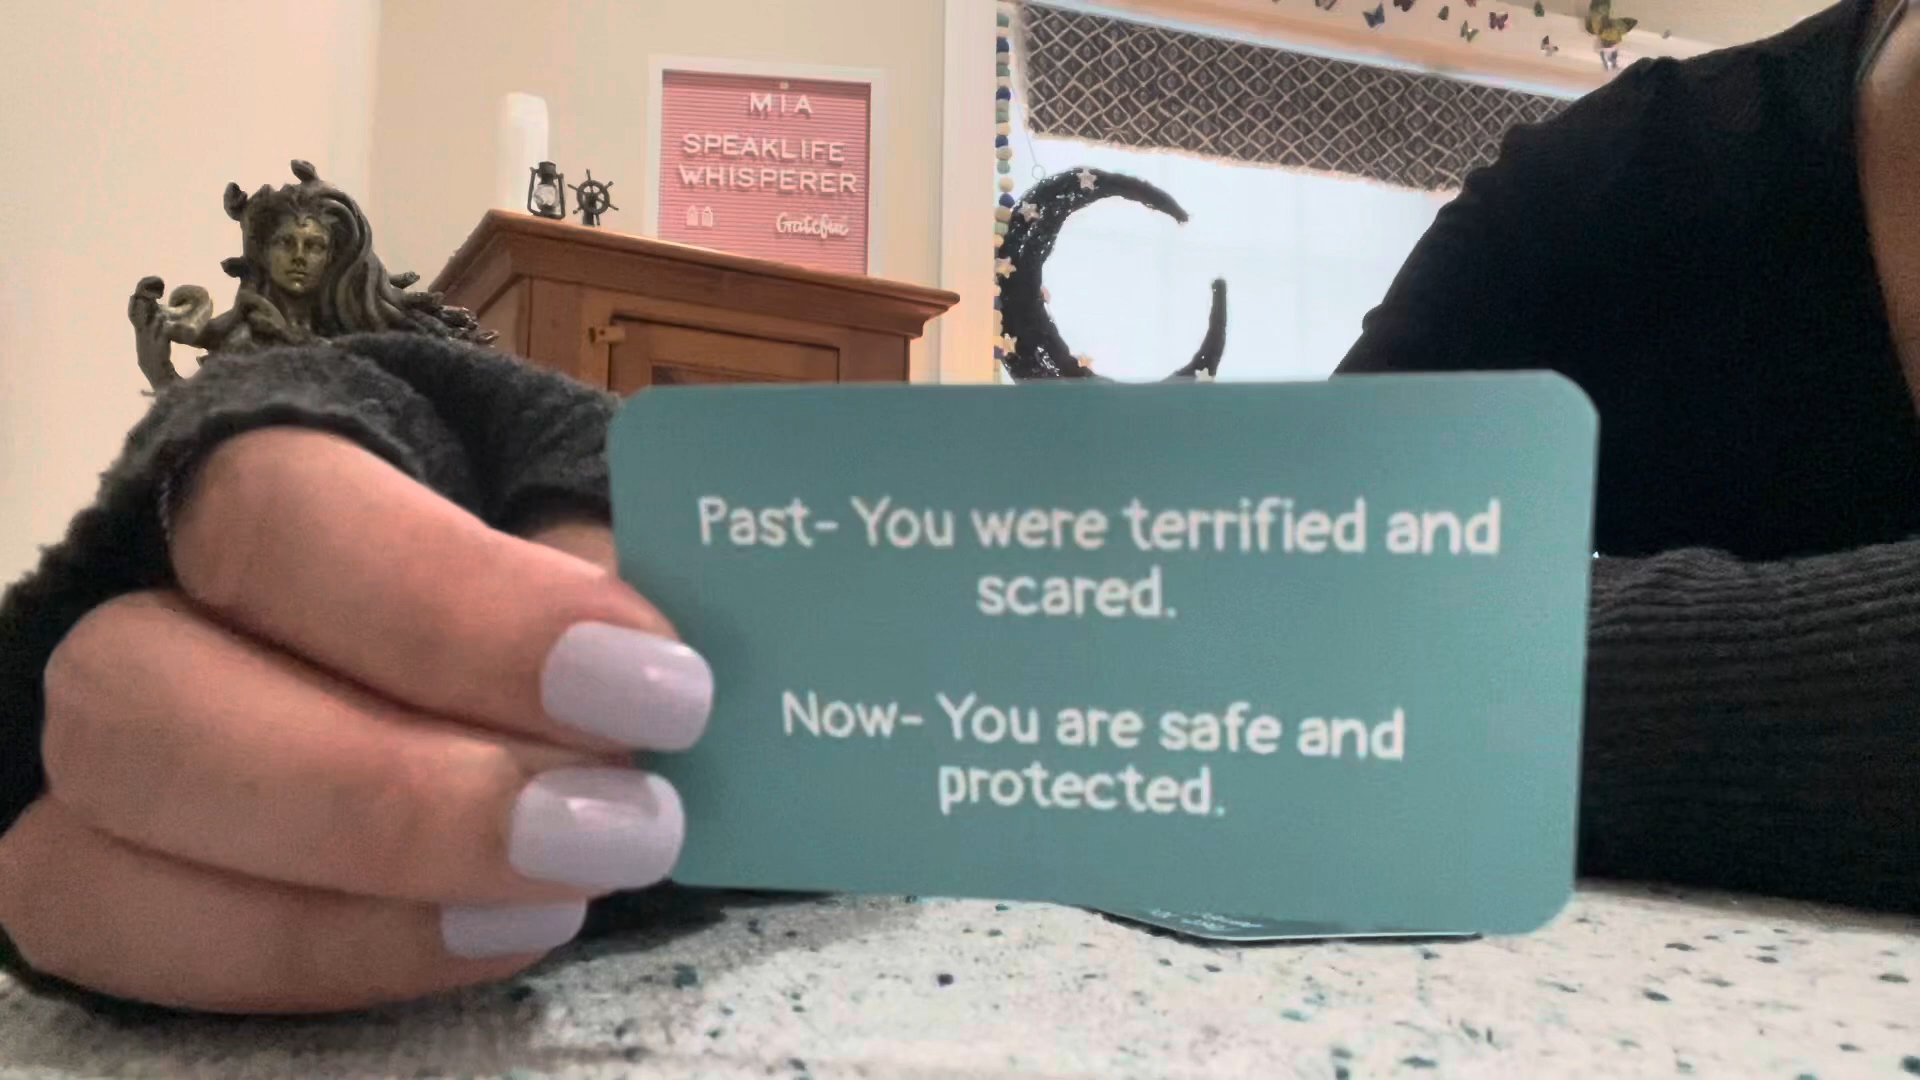 MIA
SPEAKLIFE
WHISPERER
Grateful
Past- You were terrified and
scared.
Now- You are safe and
protected.